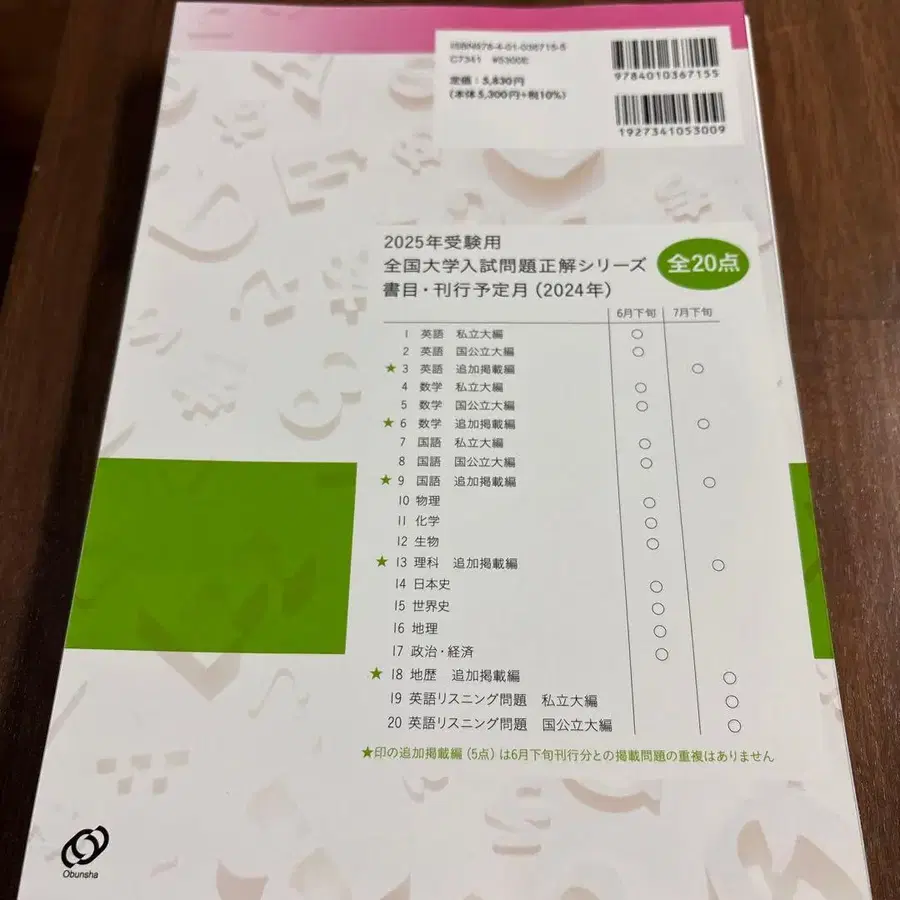 ISBN978-4-01-036715-5
C7341 ¥5300E
定価:5,830円
(本体5,300円+税10%)
9784010367155
1927341053009
2025年受験用
全国大学入試問題正解シリーズ
書目・刊行予定月(2024年)
全20点
6月下旬 7月下旬
1 英語 私立大編 ○
2 英語 国公立大編 ○
★3 英語 追加掲載編 ○
4 数学 私立大編 ○
5 数学 国公立大編 ○
★6 数学 追加掲載編 ○
7 国語 私立大編 ○
8 国語 国公立大編 ○
★9 国語 追加掲載編 ○
10 物理 ○
11 化学 ○
12 生物 ○
★13 理科 追加掲載編 ○
14 日本史 ○
15 世界史 ○
16 地理 ○
17 政治・経済 ○
★18 地歴 追加掲載編 ○
19 英語リスニング問題 私立大編 ○
20 英語リスニング問題 国公立大編 ○
★印の追加掲載編(5点)は6月下旬刊行分との掲載問題の重複はありません
Obunsha